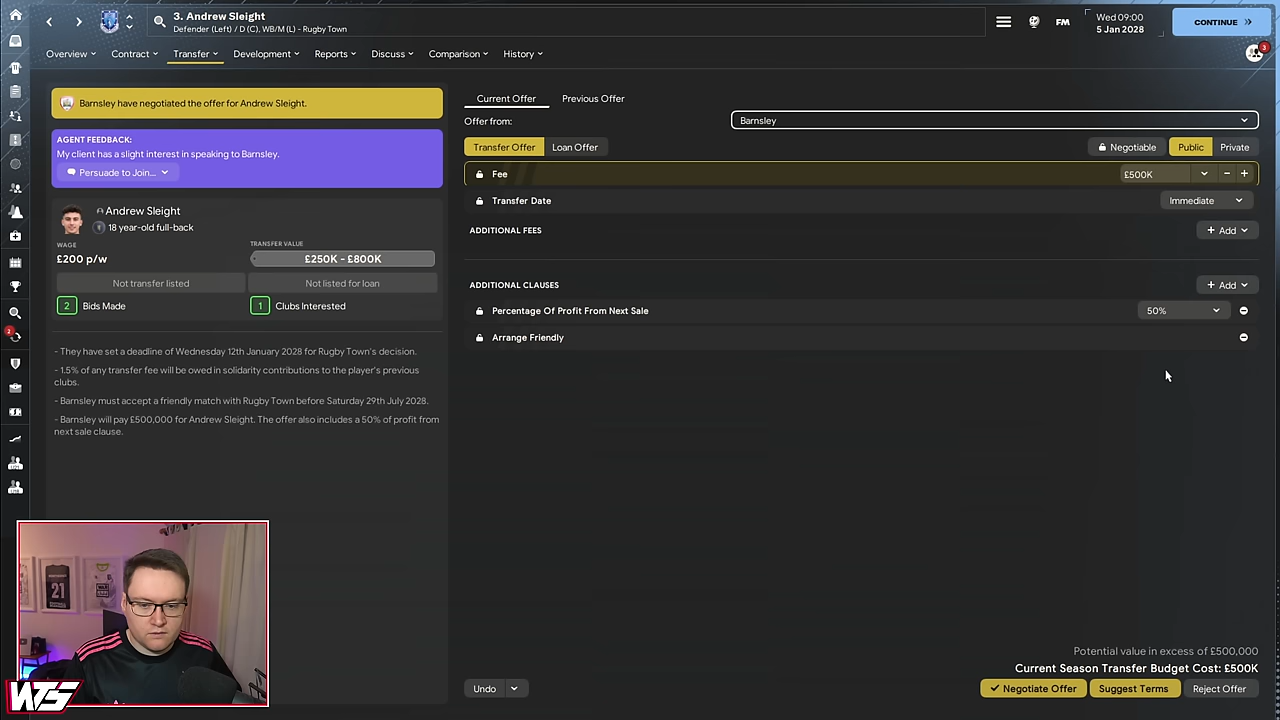 3. Andrew Sleight
Defender (Left) / D (C), WB/M (L) - Rugby Town
FM
Wed 09:00
5 Jan 2028
CONTINUE
3
Overview
Contract
Transfer
Development
Reports
Discuss
Comparison
History
Barnsley have negotiated the offer for Andrew Sleight.
AGENT FEEDBACK:
My client has a slight interest in speaking to Barnsley.
Persuade to Join...
Andrew Sleight
18 year-old full-back
WAGE
£200 p/w
TRANSFER VALUE
£250K - £800K
Not transfer listed
Not listed for loan
2 Bids Made
1 Clubs Interested
- They have set a deadline of Wednesday 12th January 2028 for Rugby Town's decision.
- 1.5% of any transfer fee will be owed in solidarity contributions to the player's previous
clubs.
- Barnsley must accept a friendly match with Rugby Town before Saturday 29th July 2028.
- Barnsley will pay £500,000 for Andrew Sleight. The offer also includes a 50% of profit from
next sale clause.
Current Offer
Previous Offer
Offer from:
Barnsley
Transfer Offer
Loan Offer
Negotiable
Public
Private
Fee
£500K
Transfer Date
Immediate
ADDITIONAL FEES
+ Add
ADDITIONAL CLAUSES
+ Add
Percentage Of Profit From Next Sale
50%
Arrange Friendly
Potential value in excess of £500,000
Current Season Transfer Budget Cost: £500K
Undo
Negotiate Offer
Suggest Terms
Reject Offer
2
21
WTS